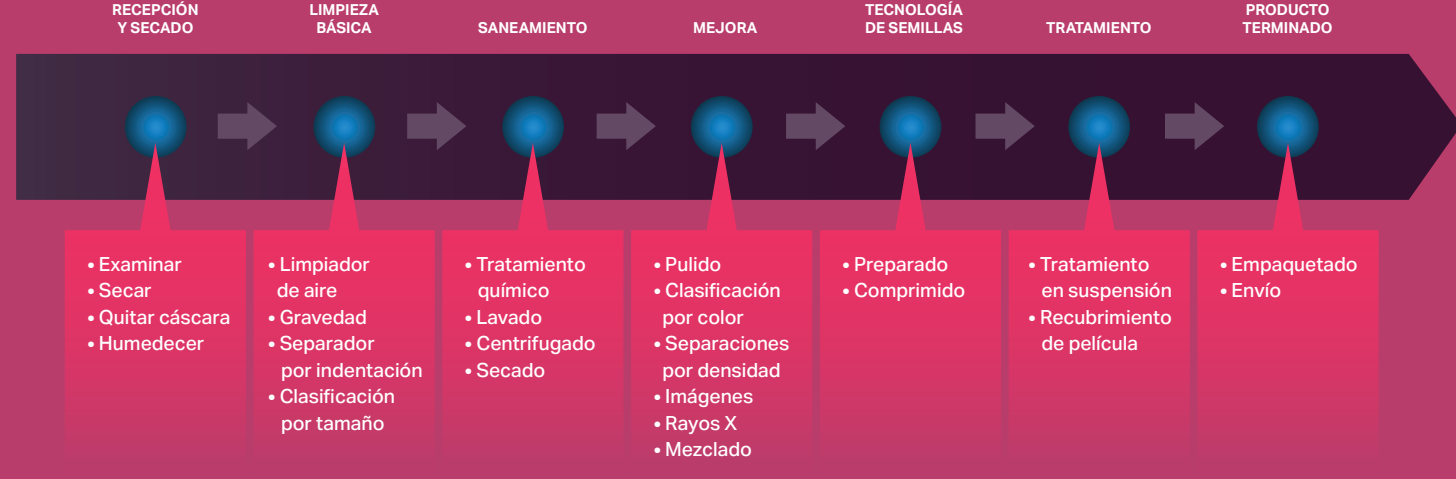 RECEPCIÓN
Y SECADO
LIMPIEZA
BÁSICA
SANEAMIENTO
MEJORA
TECNOLOGÍA
DE SEMILLAS
TRATAMIENTO
PRODUCTO
TERMINADO
• Examinar
• Secar
• Quitar cáscara
• Humedecer
• Limpiador
de aire
• Gravedad
• Separador
por indentación
• Clasificación
por tamaño
• Tratamiento
químico
• Lavado
• Centrifugado
• Secado
• Pulido
• Clasificación
por color
• Separaciones
por densidad
• Imágenes
• Rayos X
• Mezclado
• Preparado
• Comprimido
• Tratamiento
en suspensión
• Recubrimiento
de película
• Empaquetado
• Envío